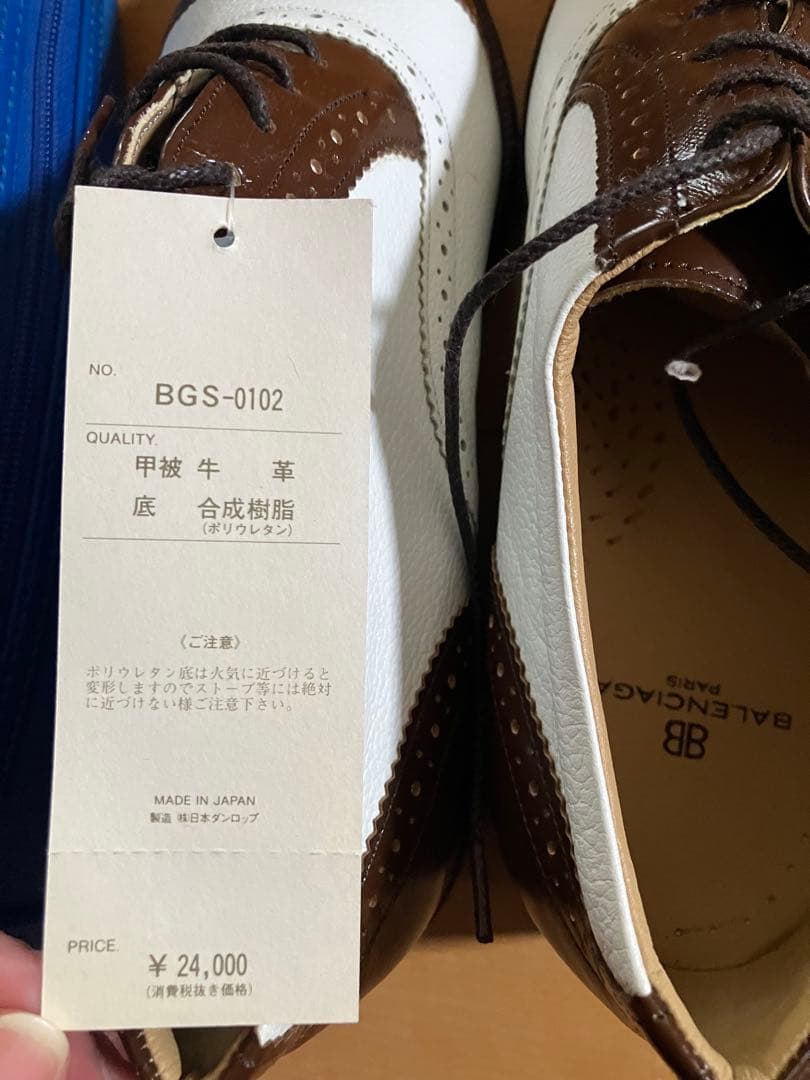 NO.
BGS-0102
QUALITY.
甲被 牛 革
底 合成樹脂
(ポリウレタン)
《ご注意》
ポリウレタン底は火気に近づけると
変形しますのでストーブ等には絶対
に近づけない様ご注意下さい。
MADE IN JAPAN
製造 ㈱日本ダンロップ
PRICE.
¥ 24,000
(消費税抜き価格)
BB
BALENCIAGA
PARIS